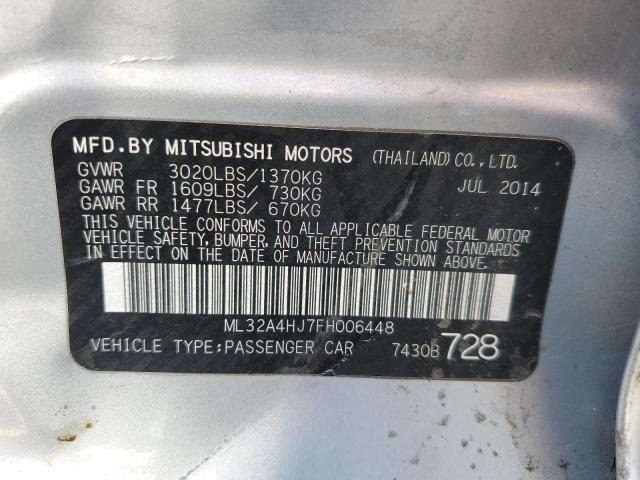 MFD.BY MITSUBISHI MOTORS (THAILAND) CO.,LTD.
GVWR 3020LBS/1370KG JUL 2014
GAWR FR 1609LBS/ 730KG
GAWR RR 1477LBS/ 670KG
THIS VEHICLE CONFORMS TO ALL APPLICABLE FEDERAL MOTOR
VEHICLE SAFETY, BUMPER, AND THEFT PREVENTION STANDARDS
IN EFFECT ON THE DATE OF MANUFACTURE SHOWN ABOVE.
ML32A4HJ7FH006448
VEHICLE TYPE:PASSENGER CAR 7430B 728